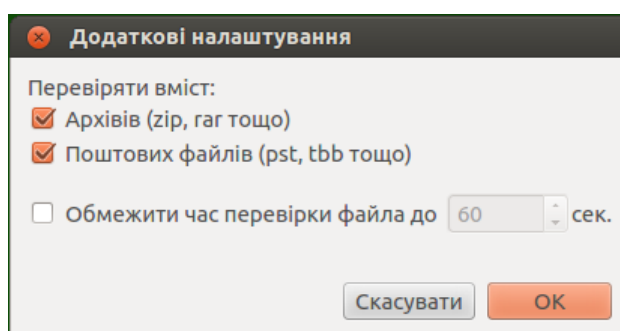 Додаткові налаштування
Перевіряти вміст:
Архівів (zip, rar тощо)
Поштових файлів (pst, tbb тощо)
Обмежити час перевірки файла до 60 сек.
Скасувати OK